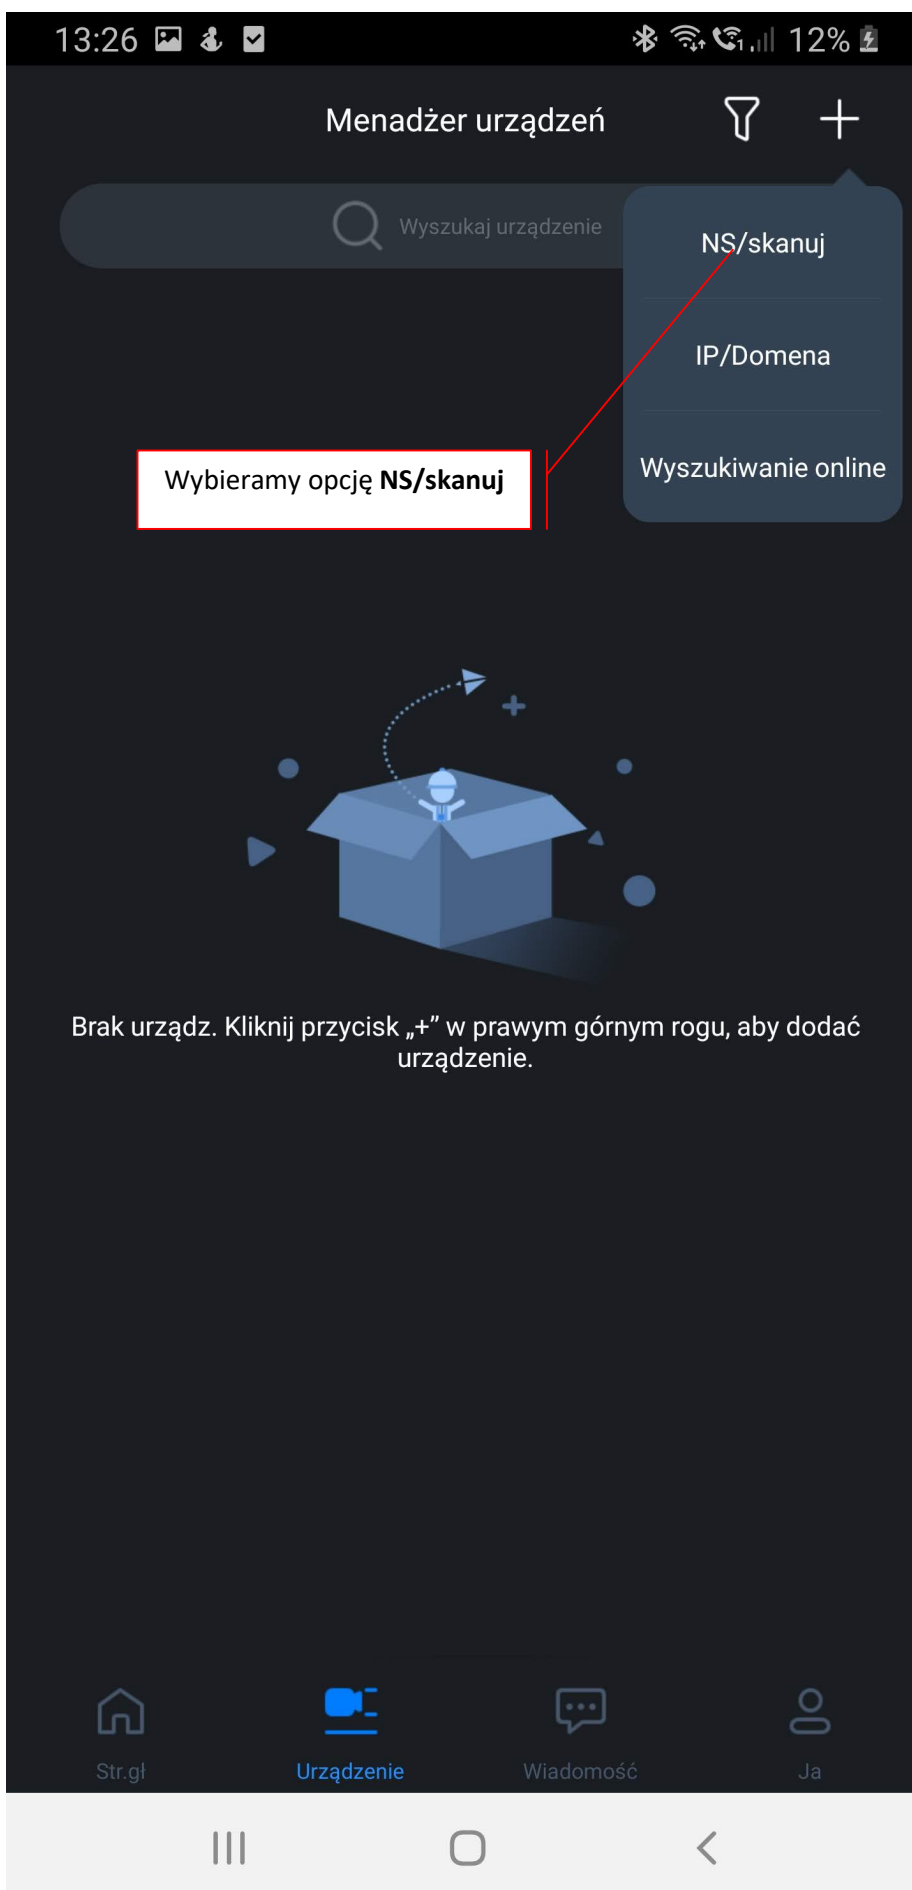 13:26
12%
Menadżer urządzeń
Wyszukaj urządzenie
NS/skanuj
IP/Domena
Wyszukiwanie online
Wybieramy opcję NS/skanuj
Brak urządz. Kliknij przycisk „+” w prawym górnym rogu, aby dodać
urządzenie.
Str.gł
Urządzenie
Wiadomość
Ja